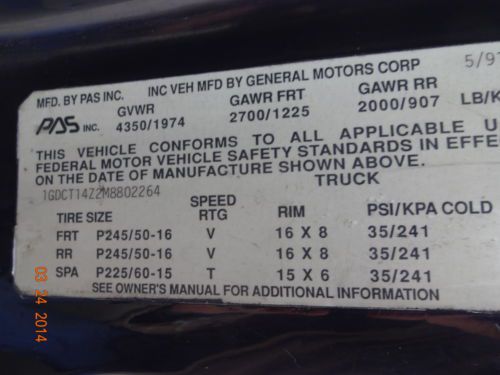 MFD. BY PAS INC. INC VEH MFD BY GENERAL MOTORS CORP 5/91
PAS INC. GVWR GAWR FRT GAWR RR
4350/1974 2700/1225 2000/907 LB/K
THIS VEHICLE CONFORMS TO ALL APPLICABLE U
FEDERAL MOTOR VEHICLE SAFETY STANDARDS IN EFFE
ON THE DATE OF MANUFACTURE SHOWN ABOVE.
1GDCT14Z2M8802264 TRUCK
TIRE SIZE SPEED RTG RIM PSI/KPA COLD
FRT P245/50-16 V 16 X 8 35/241
RR P245/50-16 V 16 X 8 35/241
SPA P225/60-15 T 15 X 6 35/241
SEE OWNER'S MANUFAL FOR ADDITIONAL INFORMATION
03 24 2014